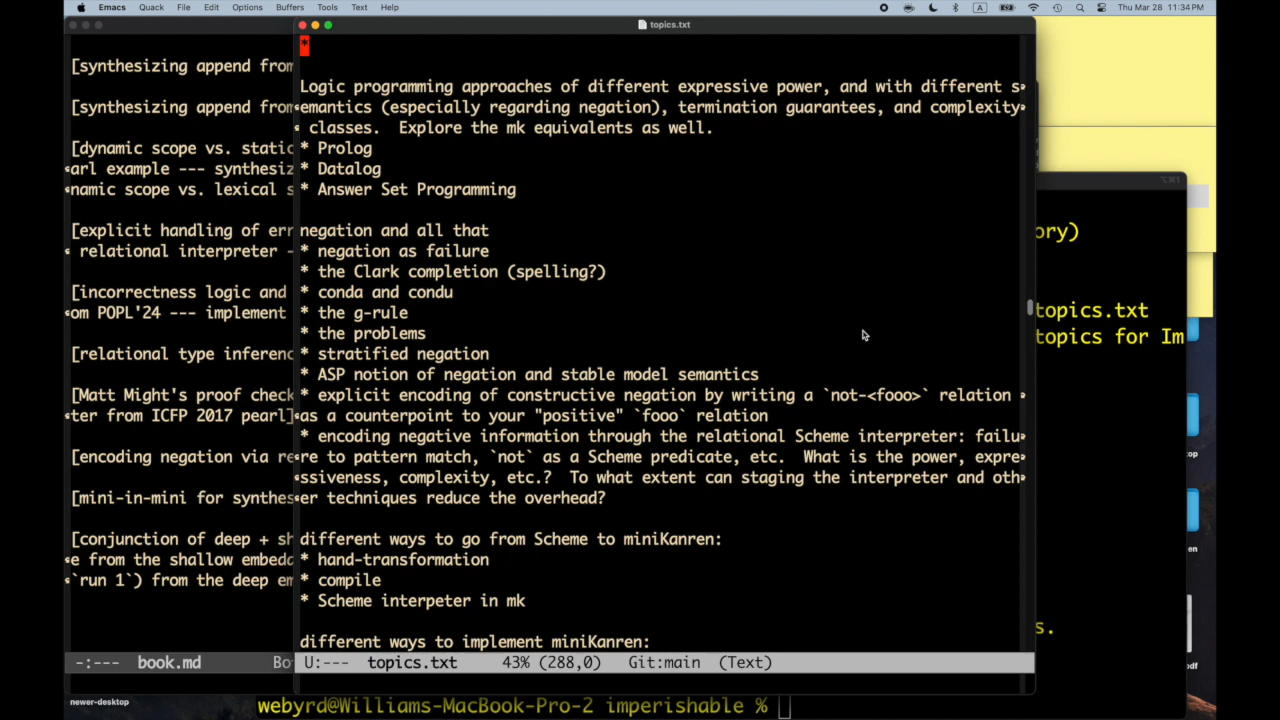 Emacs Quack File Edit Options Buffers Tools Text Help
A
Thu Mar 28 11:34 PM
topics.txt
*
Logic programming approaches of different expressive power, and with different s
emantics (especially regarding negation), termination guarantees, and complexity
classes. Explore the mk equivalents as well.
* Prolog
* Datalog
* Answer Set Programming
negation and all that
* negation as failure
* the Clark completion (spelling?)
* conda and condu
* the g-rule
* the problems
* stratified negation
* ASP notion of negation and stable model semantics
* explicit encoding of constructive negation by writing a `not-<fooo>` relation
as a counterpoint to your "positive" `fooo` relation
* encoding negative information through the relational Scheme interpreter: failu
re to pattern match, `not` as a Scheme predicate, etc. What is the power, expre
ssiveness, complexity, etc.? To what extent can staging the interpreter and oth
er techniques reduce the overhead?
different ways to go from Scheme to miniKanren:
* hand-transformation
* compile
* Scheme interpeter in mk
different ways to implement miniKanren:
U:--- topics.txt 43% (288,0) Git:main (Text)
[synthesizing append from
[synthesizing append from
[dynamic scope vs. static
arl example --- synthesiz
namic scope vs. lexical s
[explicit handling of err
relational interpreter -
[incorrectness logic and
om POPL'24 --- implement
[relational type inferenc
[Matt Might's proof check
ter from ICFP 2017 pearl]
[encoding negation via re
[mini-in-mini for synthes
[conjunction of deep + sh
e from the shallow embeda
`run 1`) from the deep em
-:--- book.md Bo
⌥⌘1
ory)
topics.txt
topics for Im
s.
top
en
pdf
newer-desktop
webyrd@Williams-MacBook-Pro-2 imperishable %